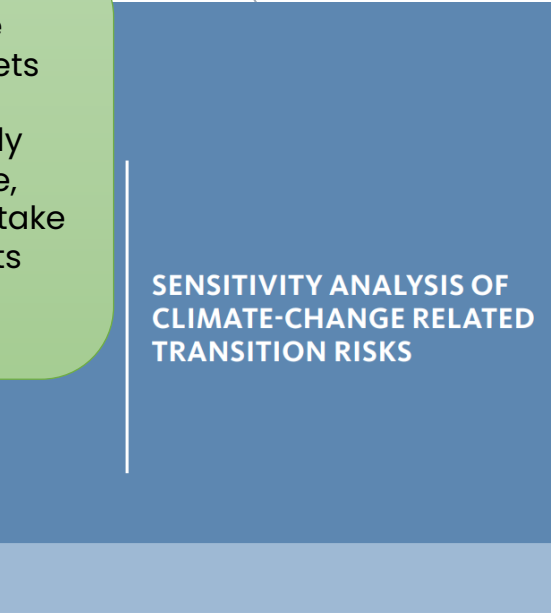 ets
ly
e,
take
ts
SENSITIVITY ANALYSIS OF
CLIMATE-CHANGE RELATED
TRANSITION RISKS